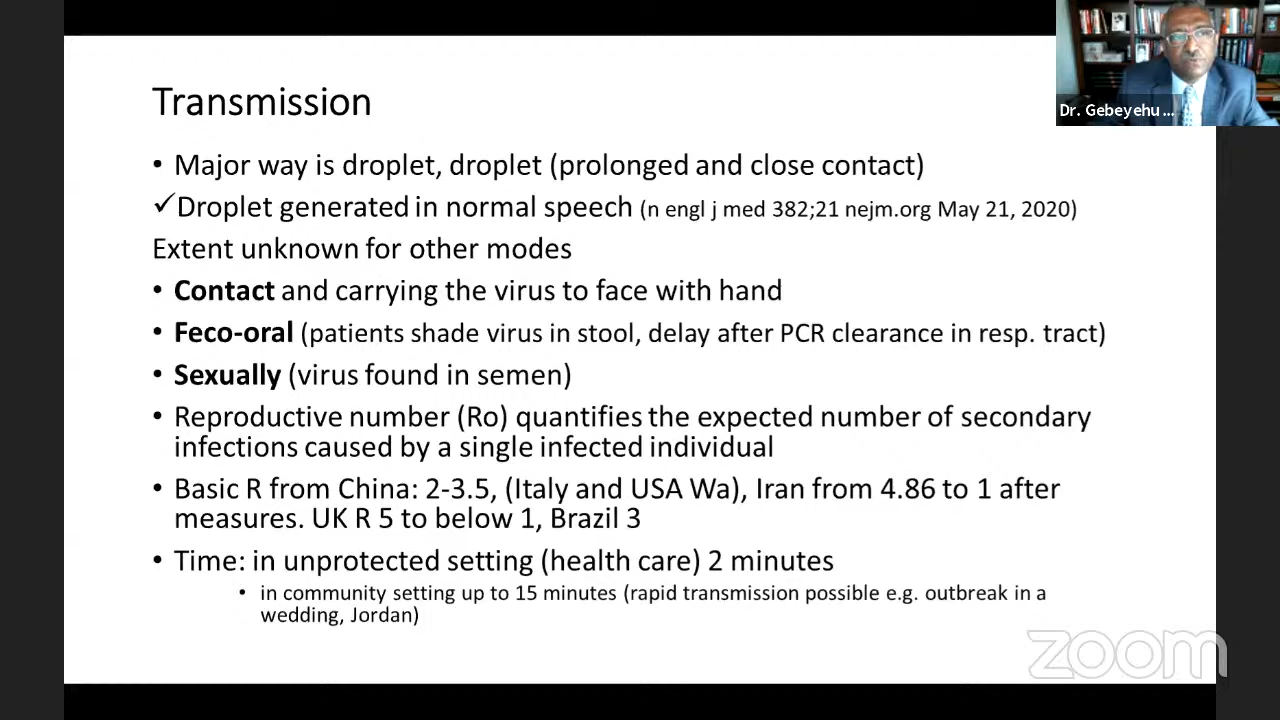 Transmission
• Major way is droplet, droplet (prolonged and close contact)
✓Droplet generated in normal speech (n engl j med 382;21 nejm.org May 21, 2020)
Extent unknown for other modes
• Contact and carrying the virus to face with hand
• Feco-oral (patients shade virus in stool, delay after PCR clearance in resp. tract)
• Sexually (virus found in semen)
• Reproductive number (Ro) quantifies the expected number of secondary
infections caused by a single infected individual
• Basic R from China: 2-3.5, (Italy and USA Wa), Iran from 4.86 to 1 after
measures. UK R 5 to below 1, Brazil 3
• Time: in unprotected setting (health care) 2 minutes
• in community setting up to 15 minutes (rapid transmission possible e.g. outbreak in a
wedding, Jordan)
Dr. Gebeyehu ...
zoom